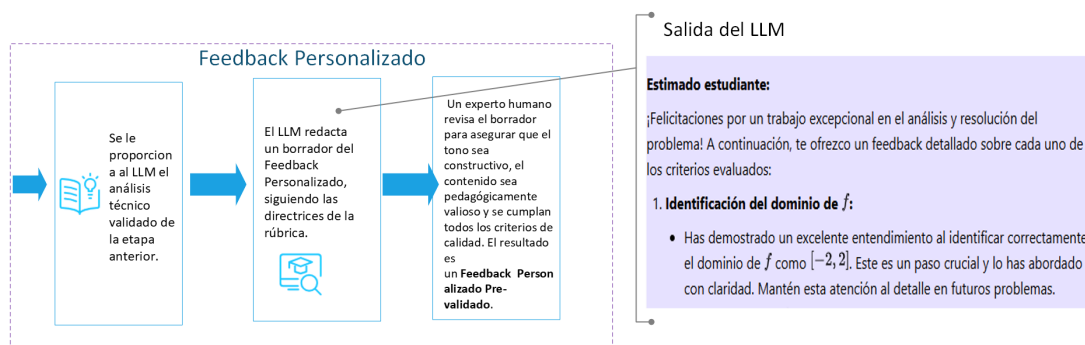 Feedback Personalizado
Se le
proporcion
a al LLM el
análisis
técnico
validado de
la etapa
anterior.
El LLM redacta
un borrador del
Feedback
Personalizado,
siguiendo las
directrices de la
rúbrica.
Un experto humano
revisa el borrador
para asegurar que el
tono sea
constructivo, el
contenido sea
pedagógicamente
valioso y se cumplan
todos los criterios de
calidad. El resultado
es
un Feedback Person
alizado Pre-
validado.
Salida del LLM
Estimado estudiante:
¡Felicitaciones por un trabajo excepcional en el análisis y resolución del
problema! A continuación, te ofrezco un feedback detallado sobre cada uno de
los criterios evaluados:
1. Identificación del dominio de f:
• Has demostrado un excelente entendimiento al identificar correctamente
el dominio de f como [−2, 2]. Este es un paso crucial y lo has abordado
con claridad. Mantén esta atención al detalle en futuros problemas.